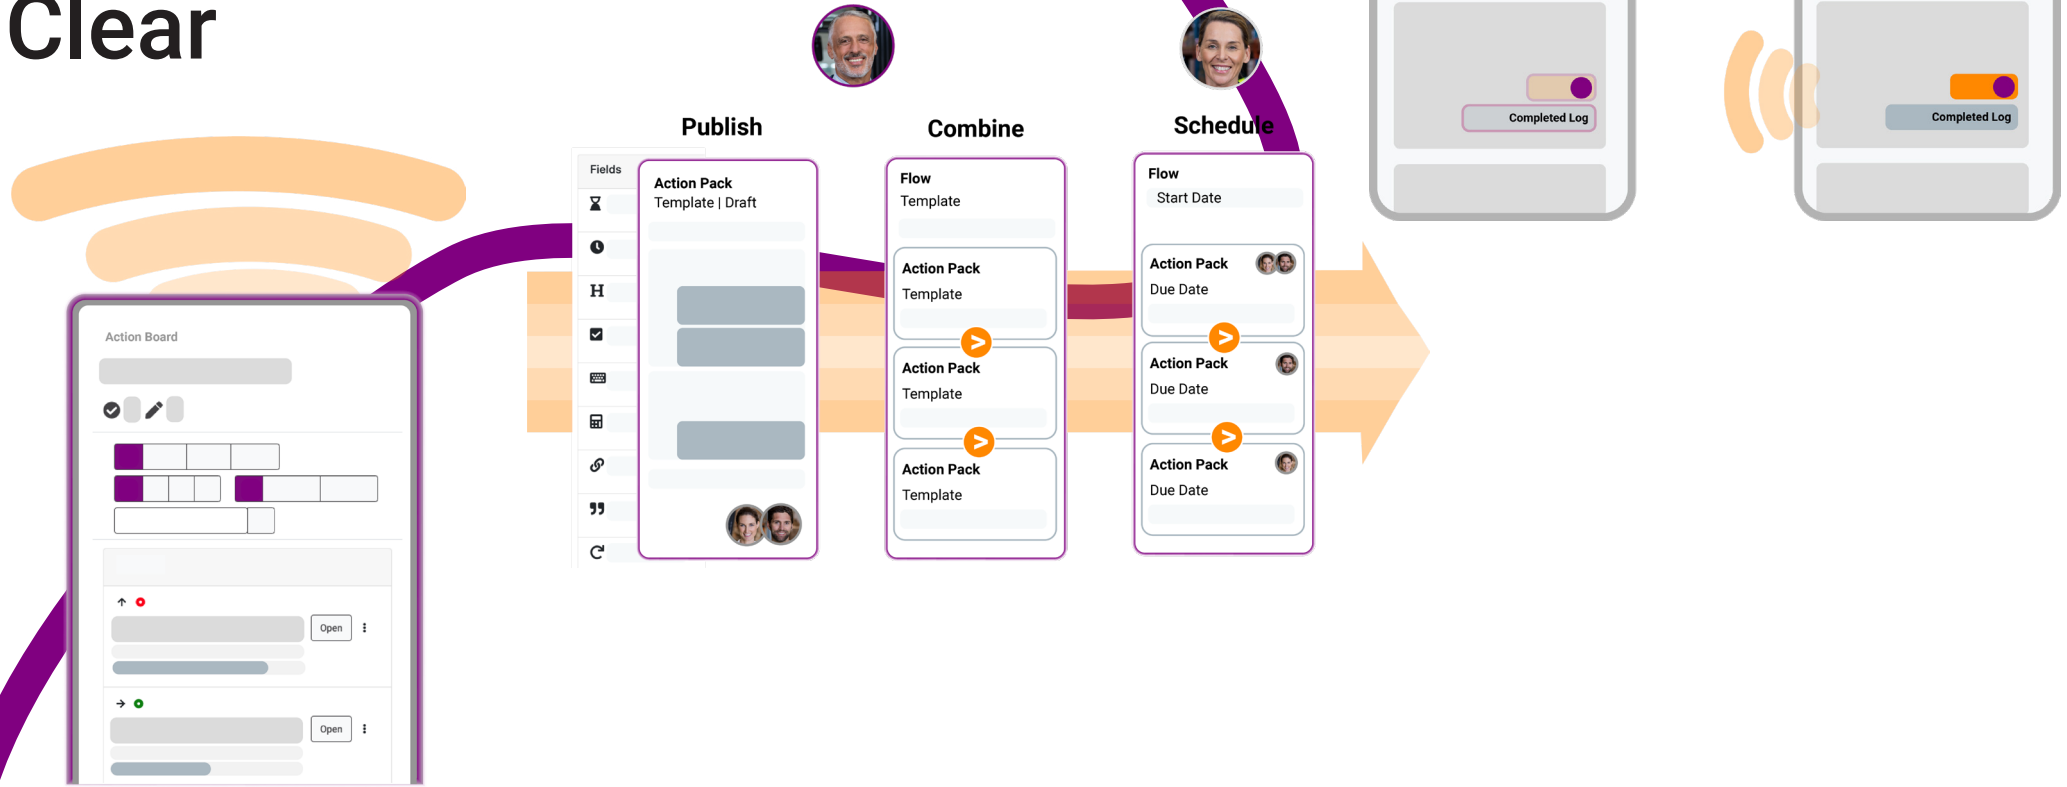 Clear
Publish
Combine
Schedule
Completed Log
Completed Log
Fields
H
Action Pack
Template | Draft
Flow
Template
Action Pack
Template
Action Pack
Template
Action Pack
Template
Flow
Start Date
Action Pack
Due Date
Action Pack
Due Date
Action Pack
Due Date
Action Board
Open
Open